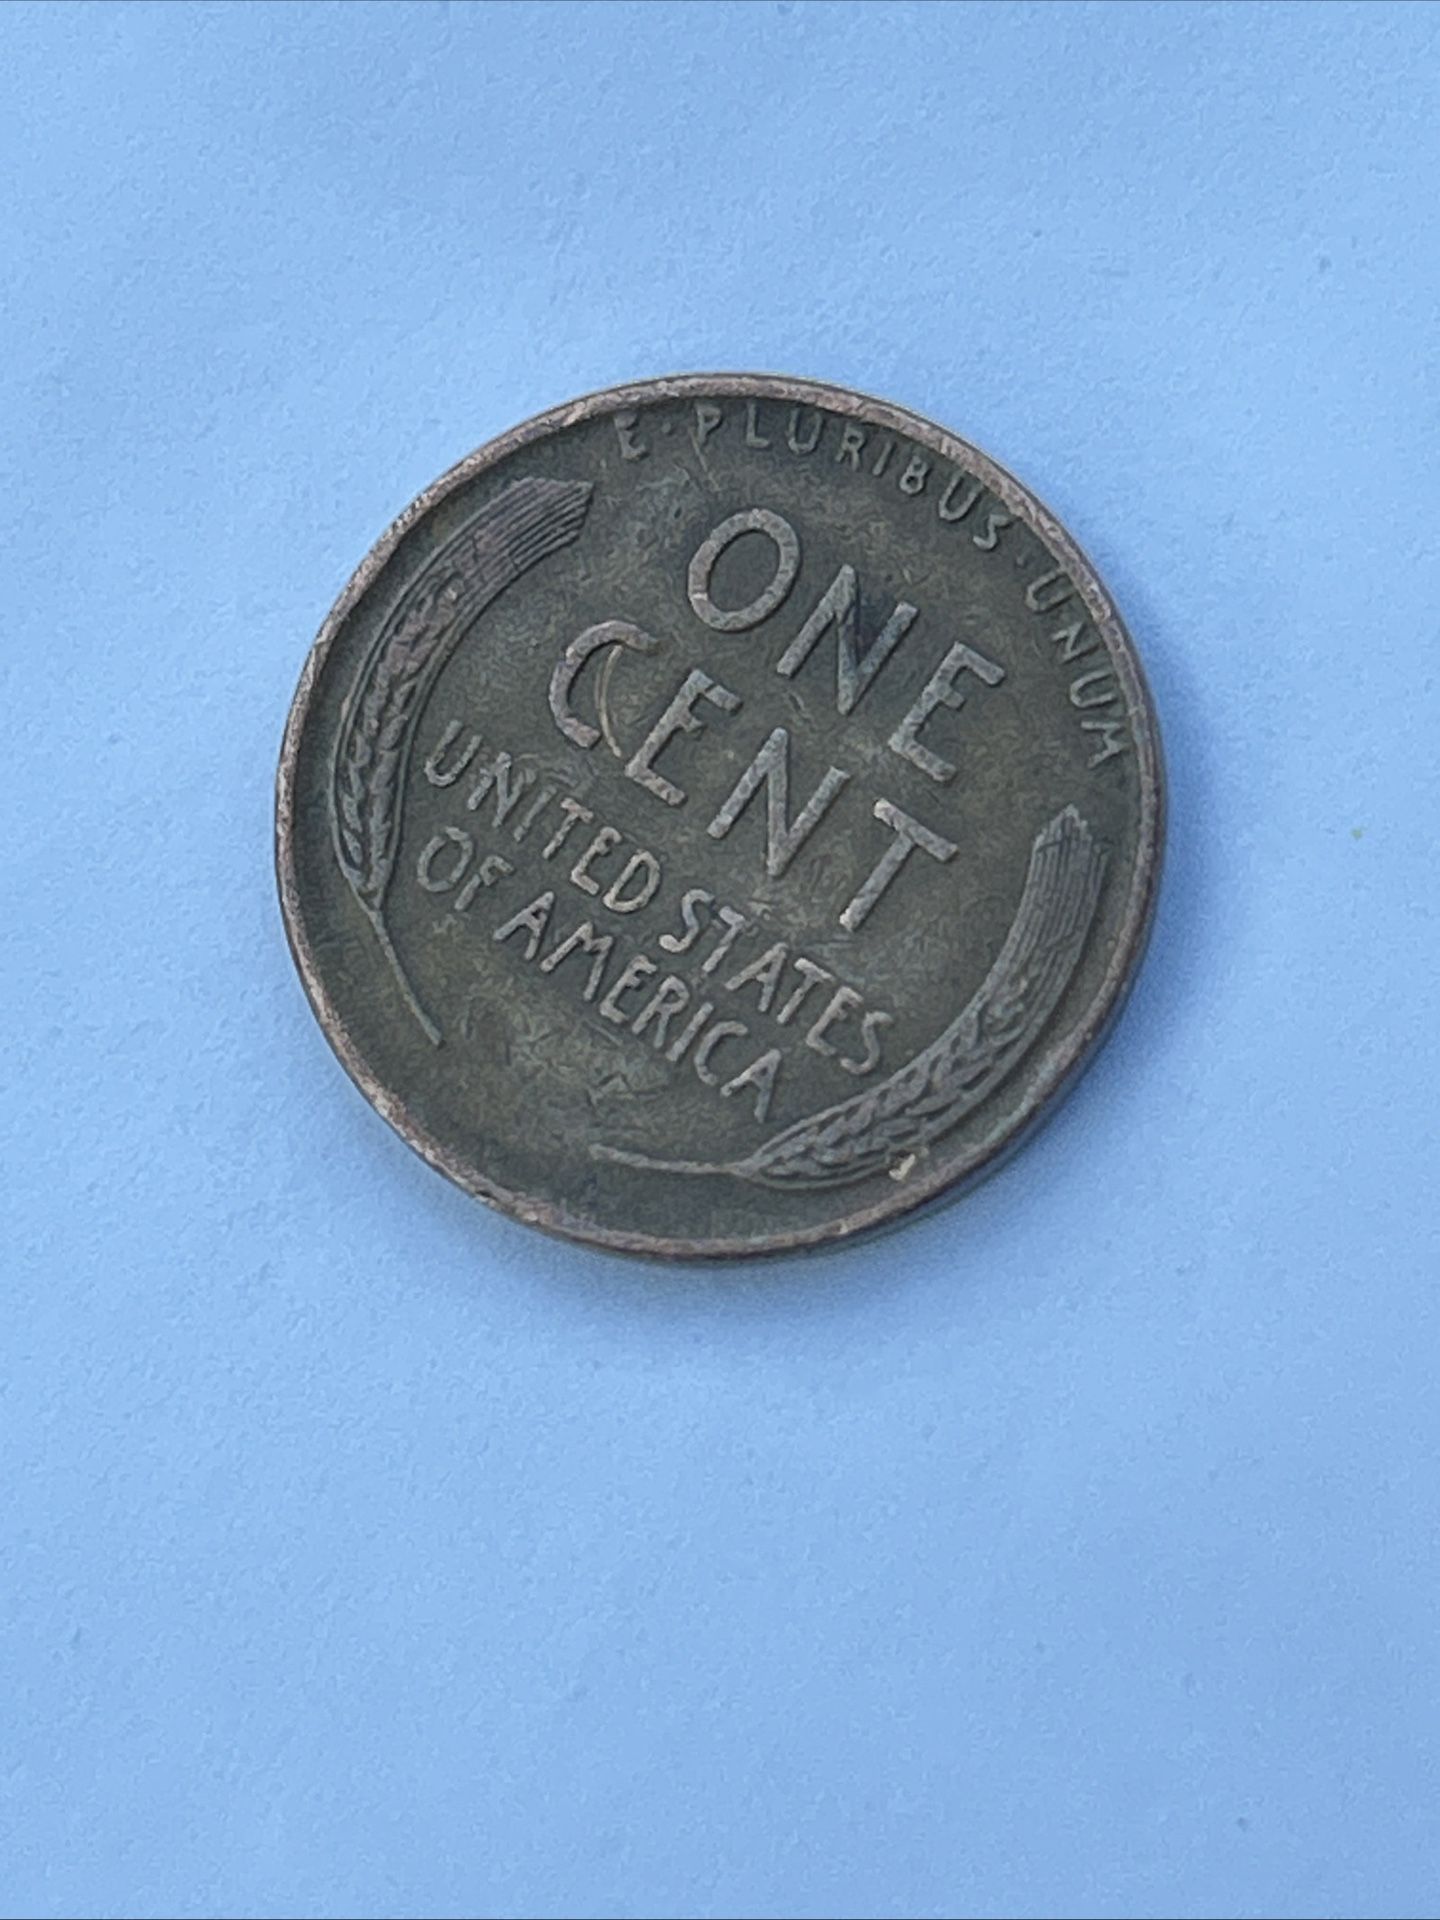 E·PLURIBUS·UNUM
ONE
CENT
UNITED STATES
OF AMERICA